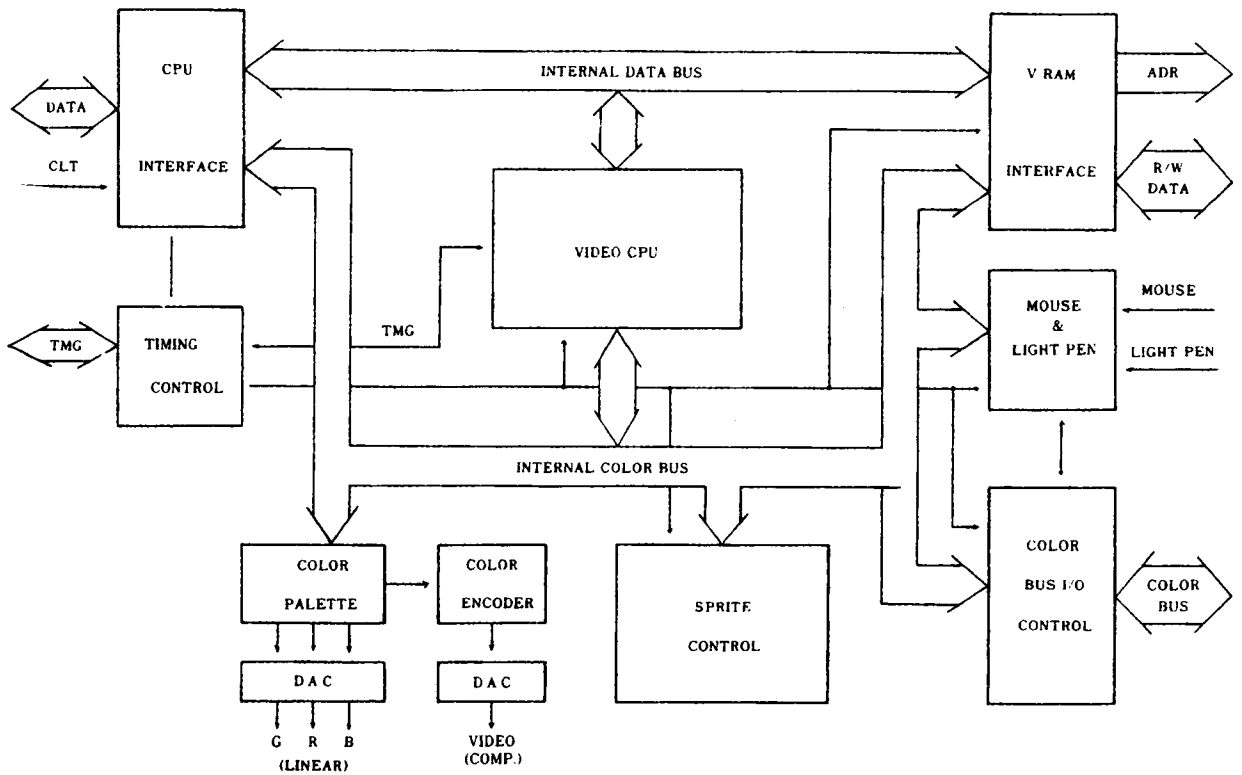 CPU
INTERFACE
INTERNAL DATA BUS
V RAM
INTERFACE
ADR
DATA
CLT
R/W
DATA
VIDEO CPU
TMG
TIMING
CONTROL
TMG
MOUSE
&
LIGHT PEN
MOUSE
LIGHT PEN
INTERNAL COLOR BUS
COLOR
PALETTE
COLOR
ENCODER
SPRITE
CONTROL
COLOR
BUS I/O
CONTROL
COLOR
BUS
DAC
DAC
G R B
(LINEAR)
VIDEO
(COMP.)